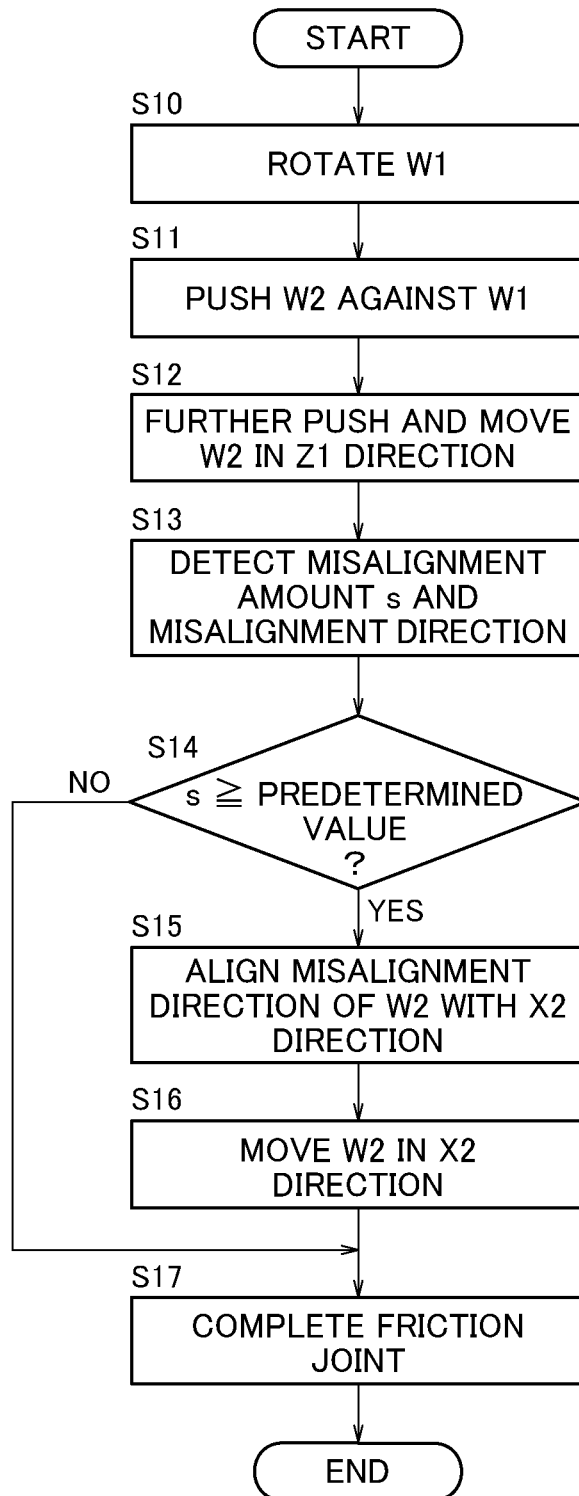 START
S10
ROTATE W1
S11
PUSH W2 AGAINST W1
S12
FURTHER PUSH AND MOVE
W2 IN Z1 DIRECTION
S13
DETECT MISALIGNMENT
AMOUNT s AND
MISALIGNMENT DIRECTION
S14
NO
s ≧ PREDETERMINED
VALUE
?
YES
S15
ALIGN MISALIGNMENT
DIRECTION OF W2 WITH X2
DIRECTION
S16
MOVE W2 IN X2
DIRECTION
S17
COMPLETE FRICTION
JOINT
END